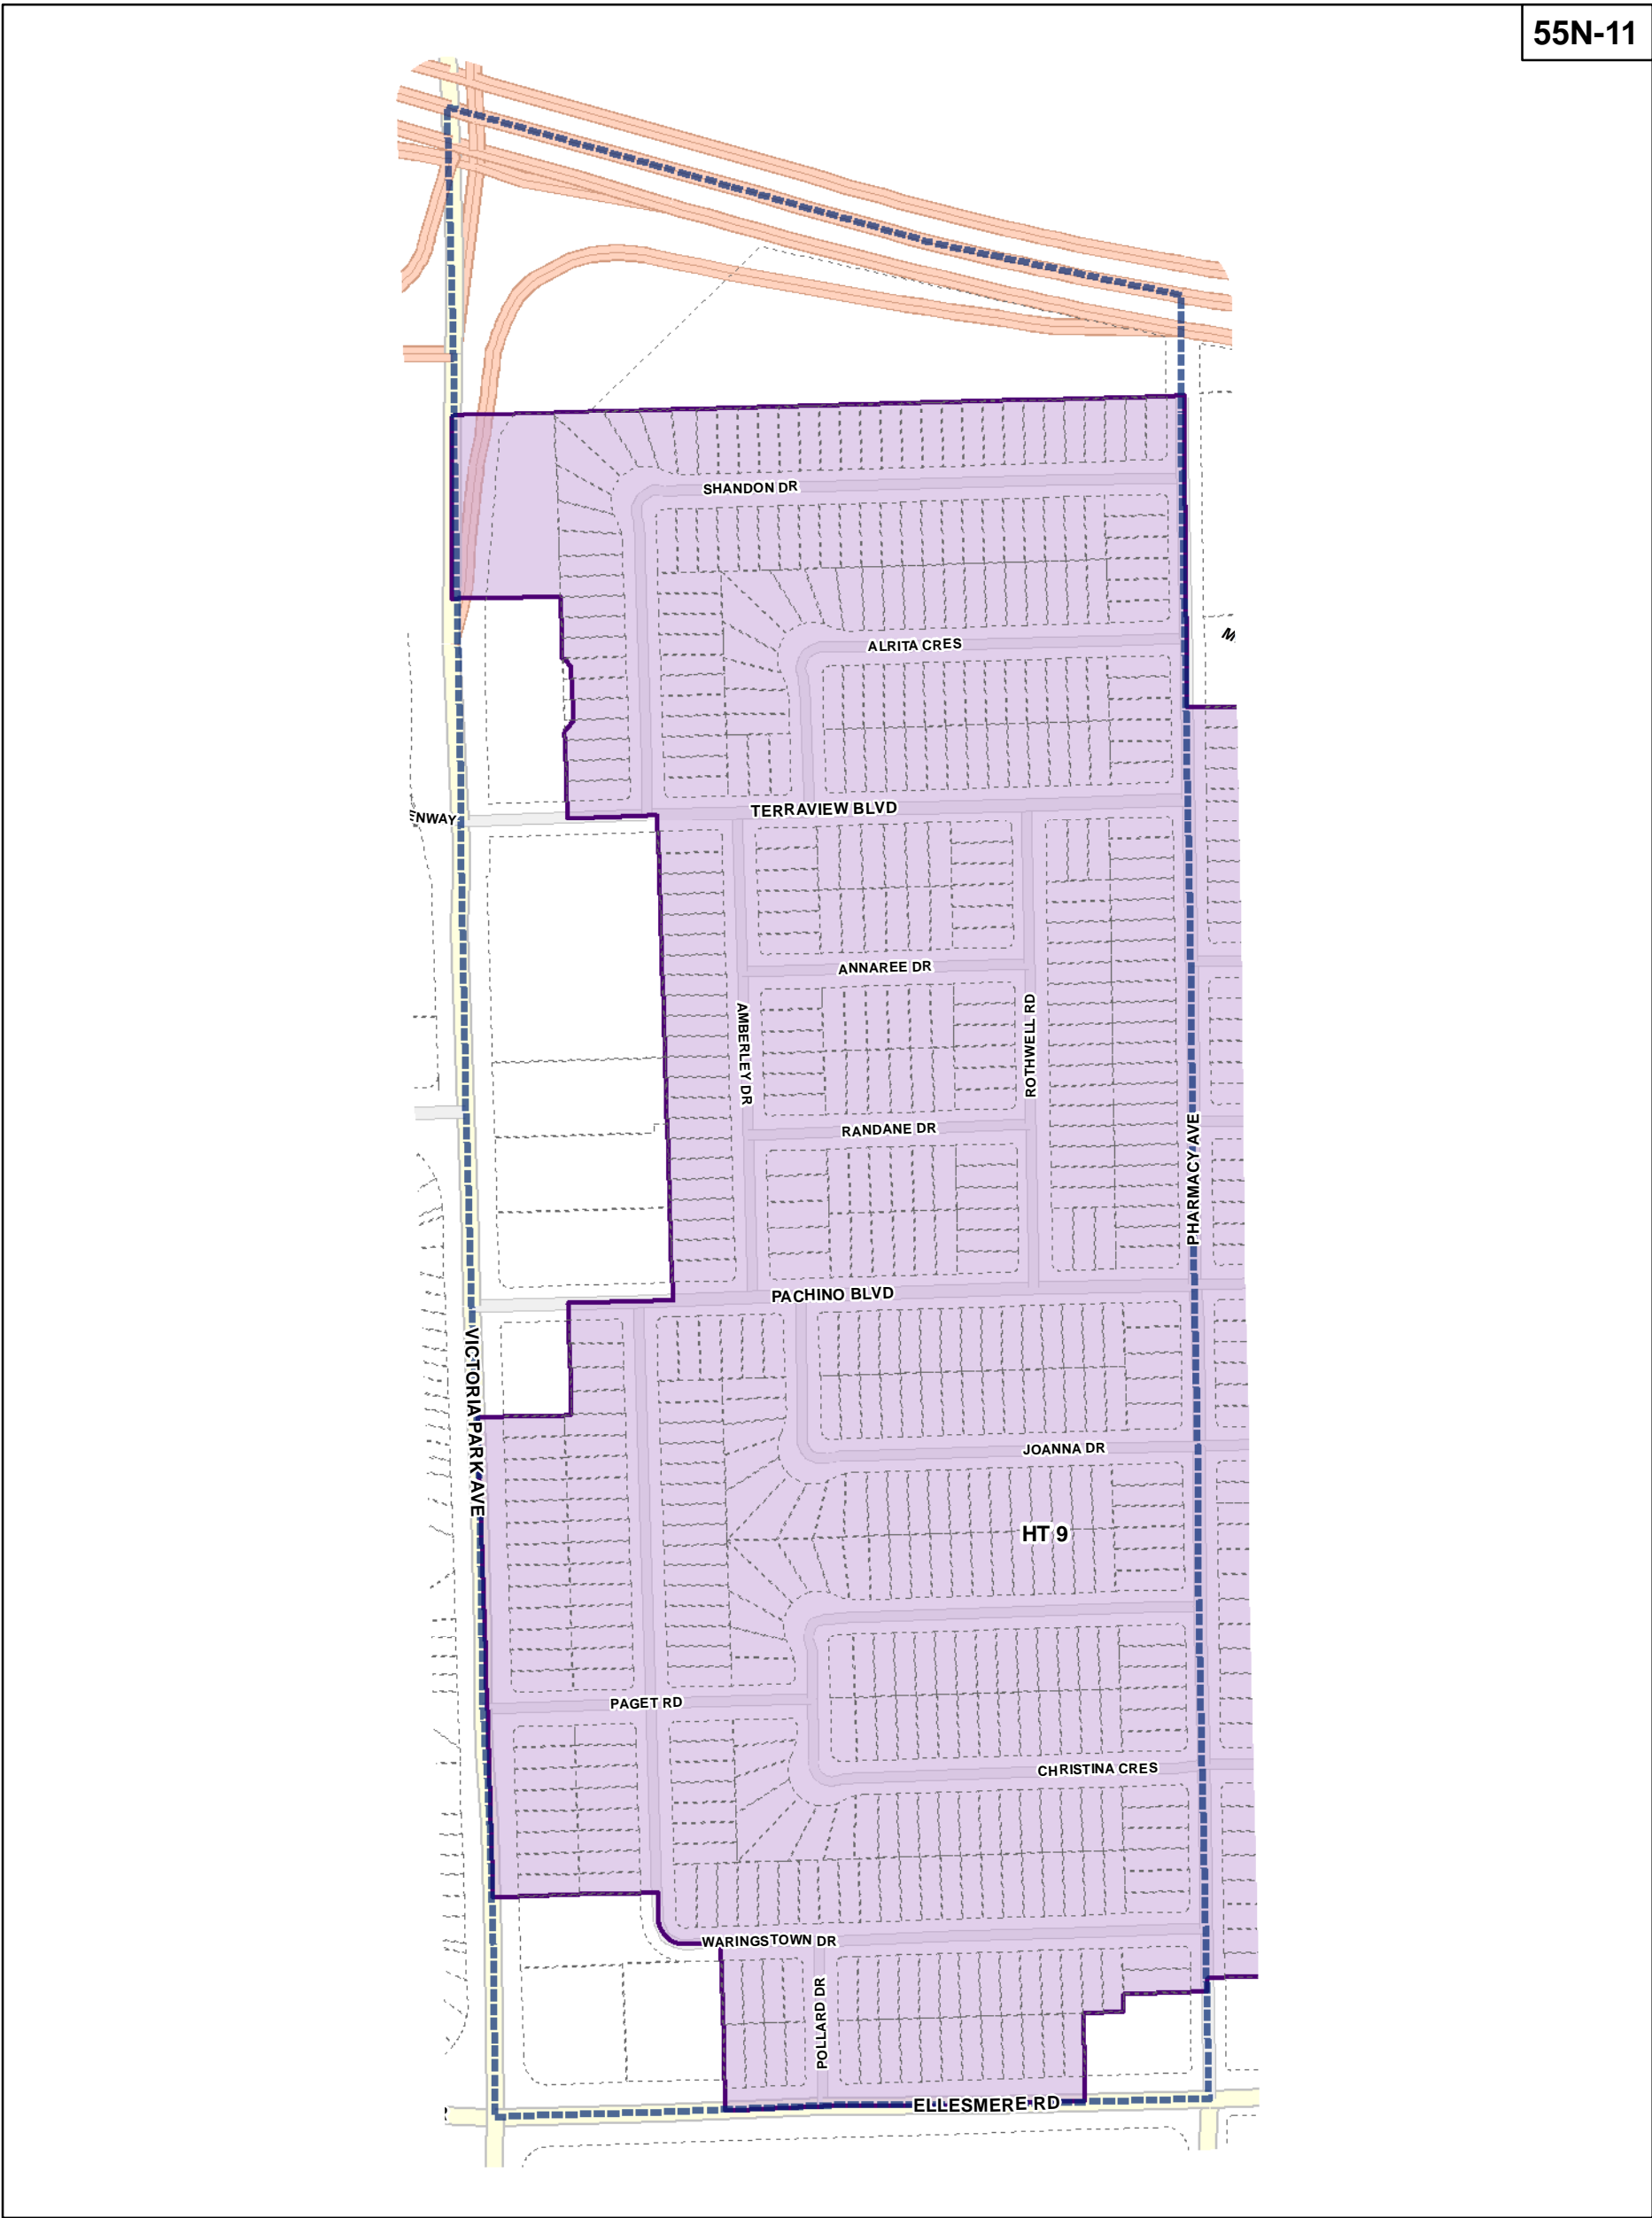 55N-11
SHANDON DR
ALRITA CRES
TERRAVIEW BLVD
ENWAY
ANNAREE DR
AMBERLEY DR
ROTHWELL RD
RANDANE DR
PHARMACY AVE
PACHINO BLVD
VICTORIA PARK AVE
JOANNA DR
HT 9
PAGET RD
CHRISTINA CRES
WARINGSTOWN DR
POLLARD DR
ELLESMERE RD